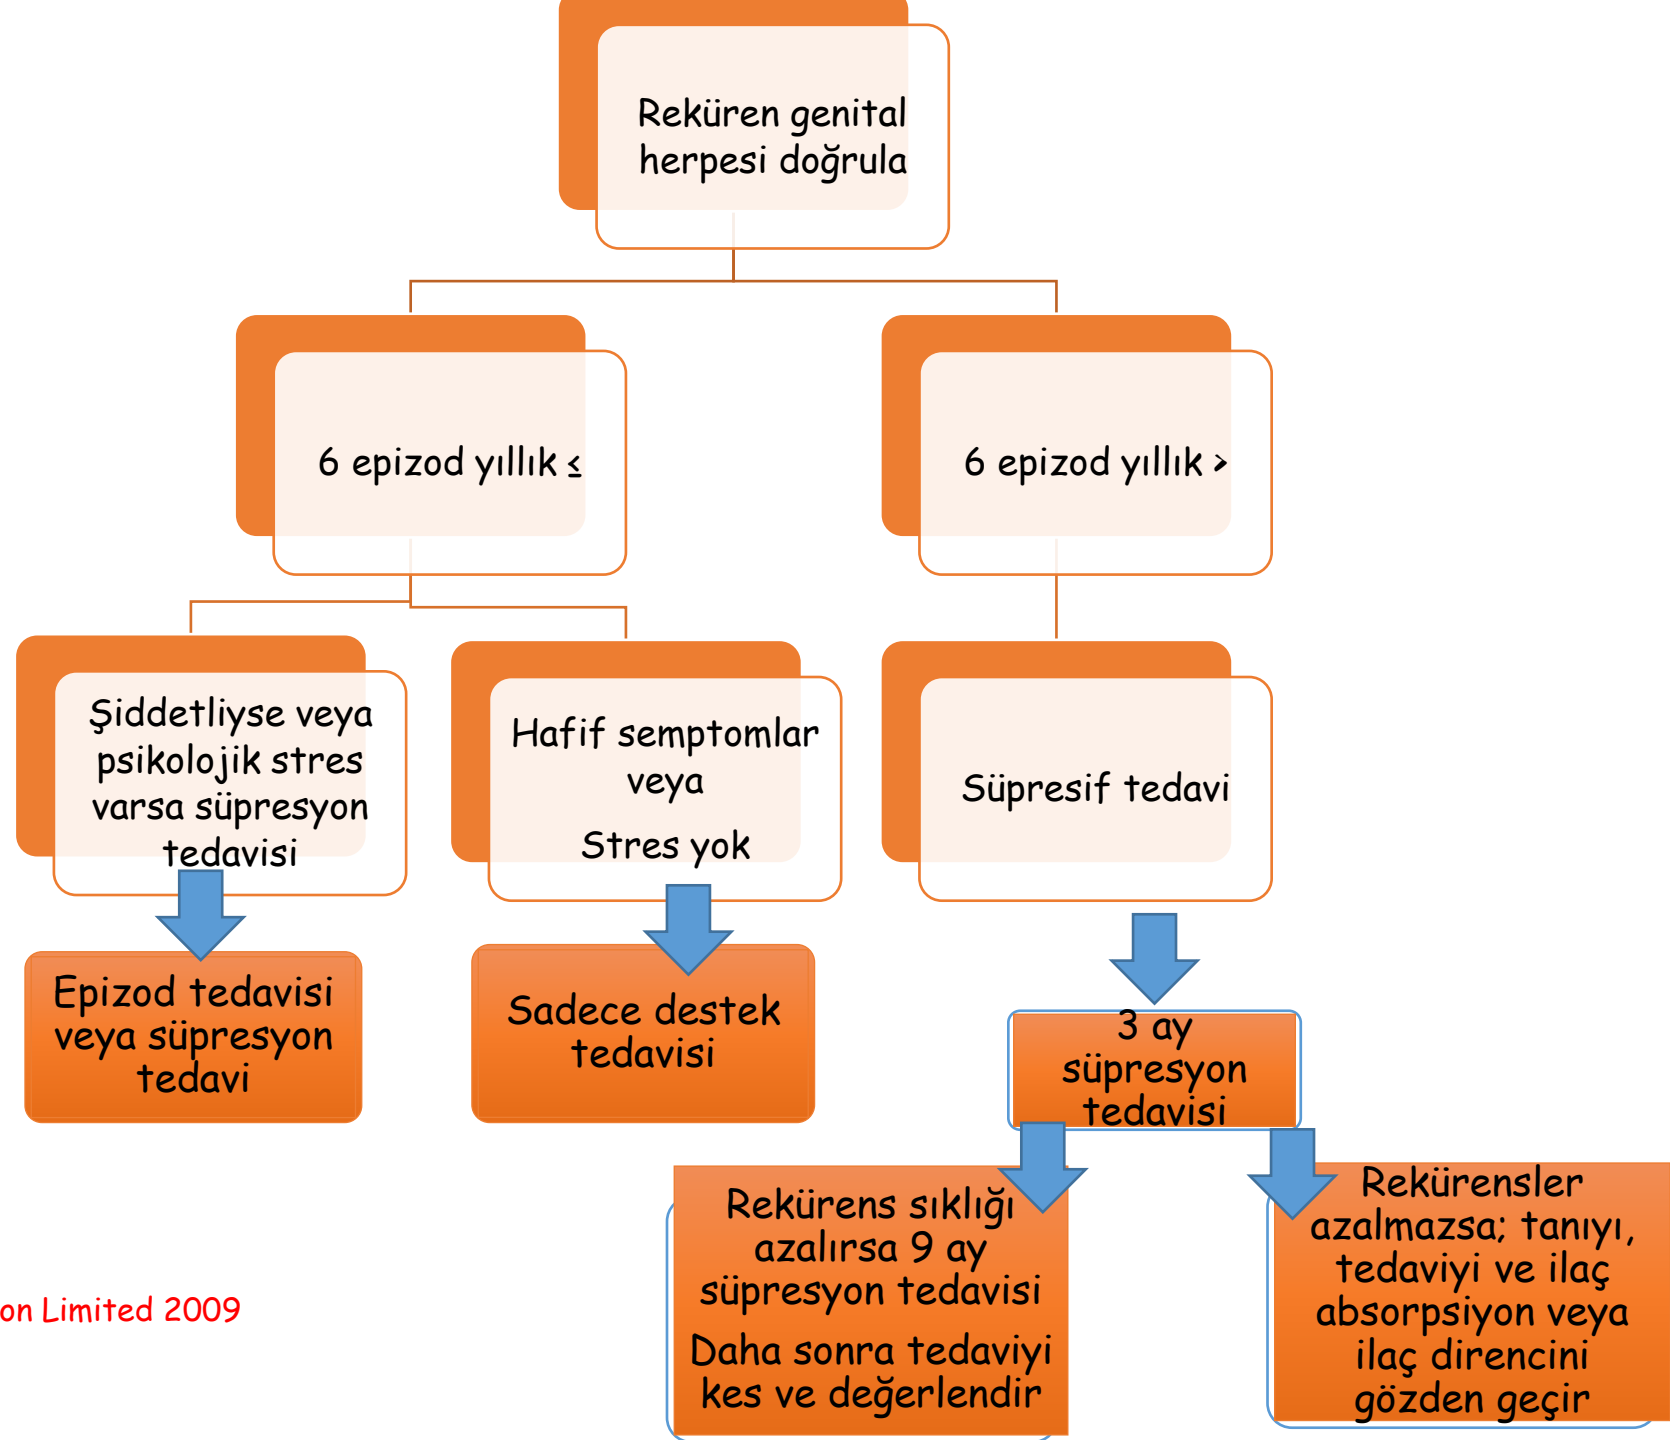 Reküren genital
herpesi doğrula
6 epizod yıllık ≤
6 epizod yıllık >
Şiddetliyse veya
psikolojik stres
varsa süpresyon
tedavisi
Hafif semptomlar
veya
Stres yok
Süpresif tedavi
Epizod tedavisi
veya süpresyon
tedavi
Sadece destek
tedavisi
3 ay
süpresyon
tedavisi
Rekürens sıklığı
azalırsa 9 ay
süpresyon tedavisi
Daha sonra tedaviyi
kes ve değerlendir
Rekürensler
azalmazsa; tanıyı,
tedaviyi ve ilaç
absorpsiyon veya
ilaç direncini
gözden geçir
on Limited 2009